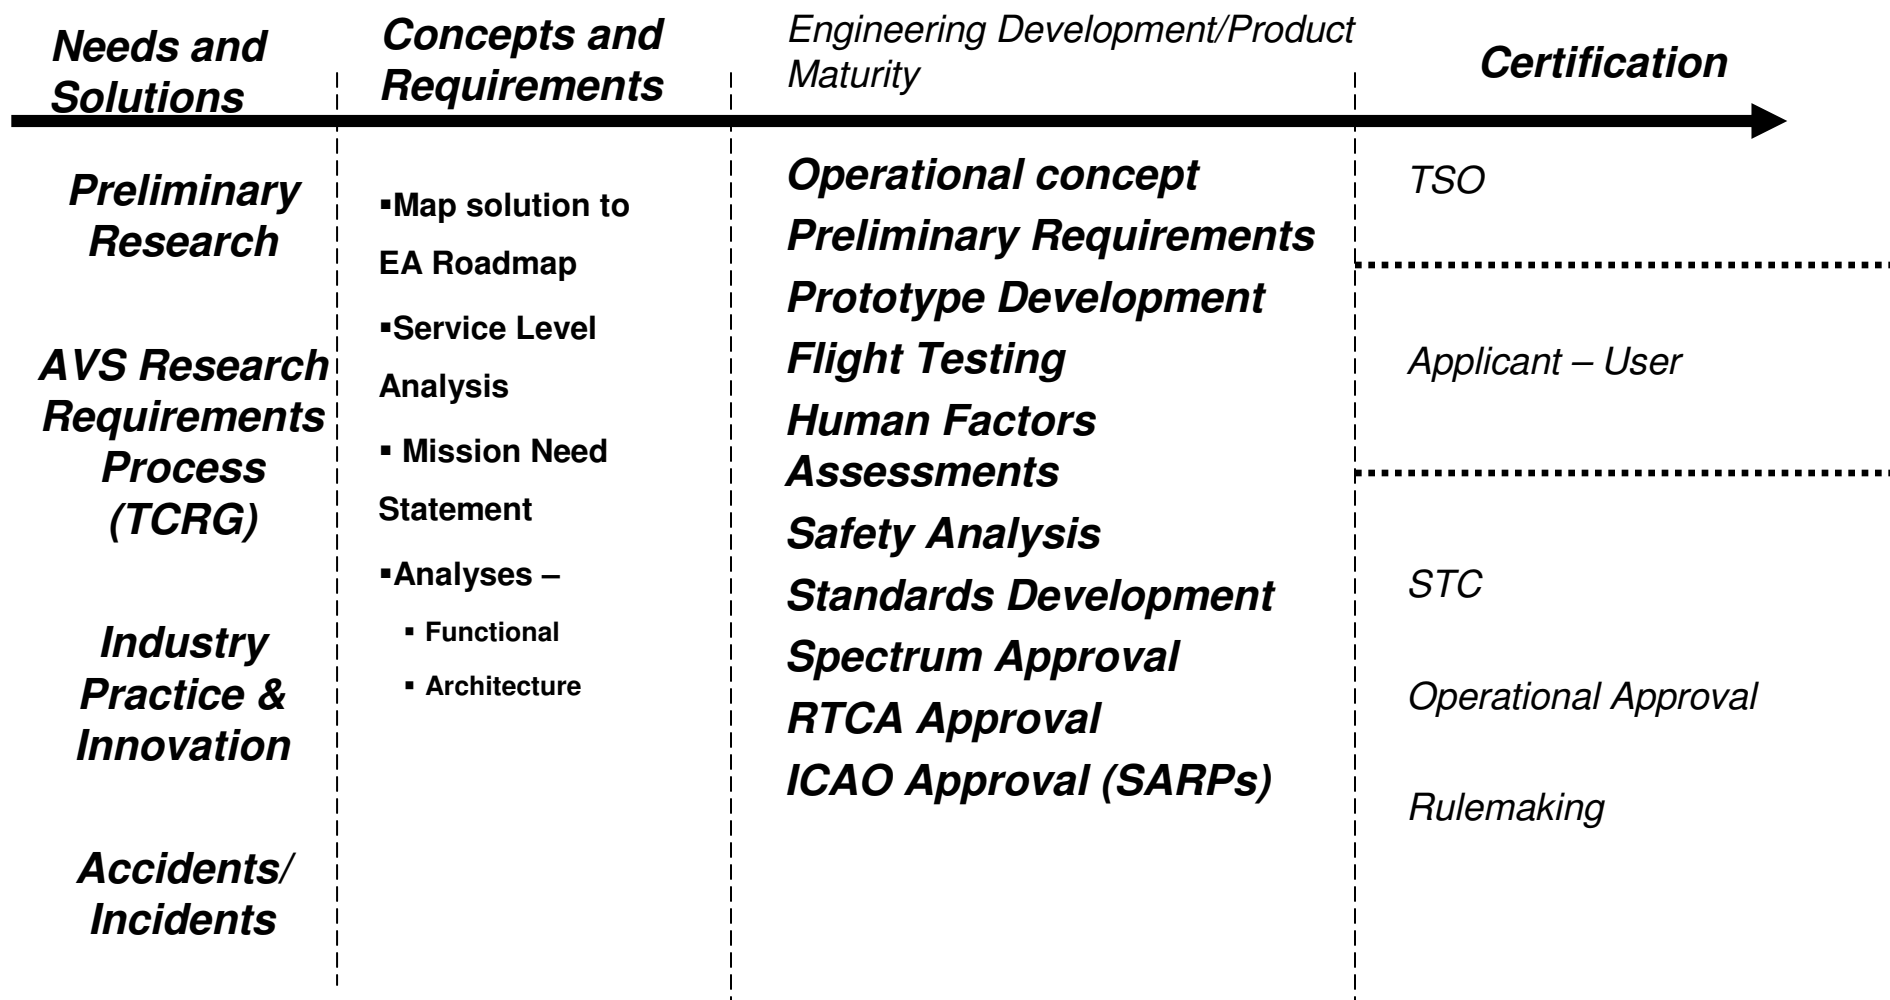 Needs and
Solutions
Concepts and
Requirements
Engineering Development/Product
Maturity
Certification
Preliminary
Research
AVS Research
Requirements
Process
(TCRG)
Industry
Practice &
Innovation
Accidents/
Incidents
▪Map solution to
EA Roadmap
▪Service Level
Analysis
▪ Mission Need
Statement
▪Analyses –
▪ Functional
▪ Architecture
Operational concept
Preliminary Requirements
Prototype Development
Flight Testing
Human Factors
Assessments
Safety Analysis
Standards Development
Spectrum Approval
RTCA Approval
ICAO Approval (SARPs)
TSO
Applicant – User
STC
Operational Approval
Rulemaking